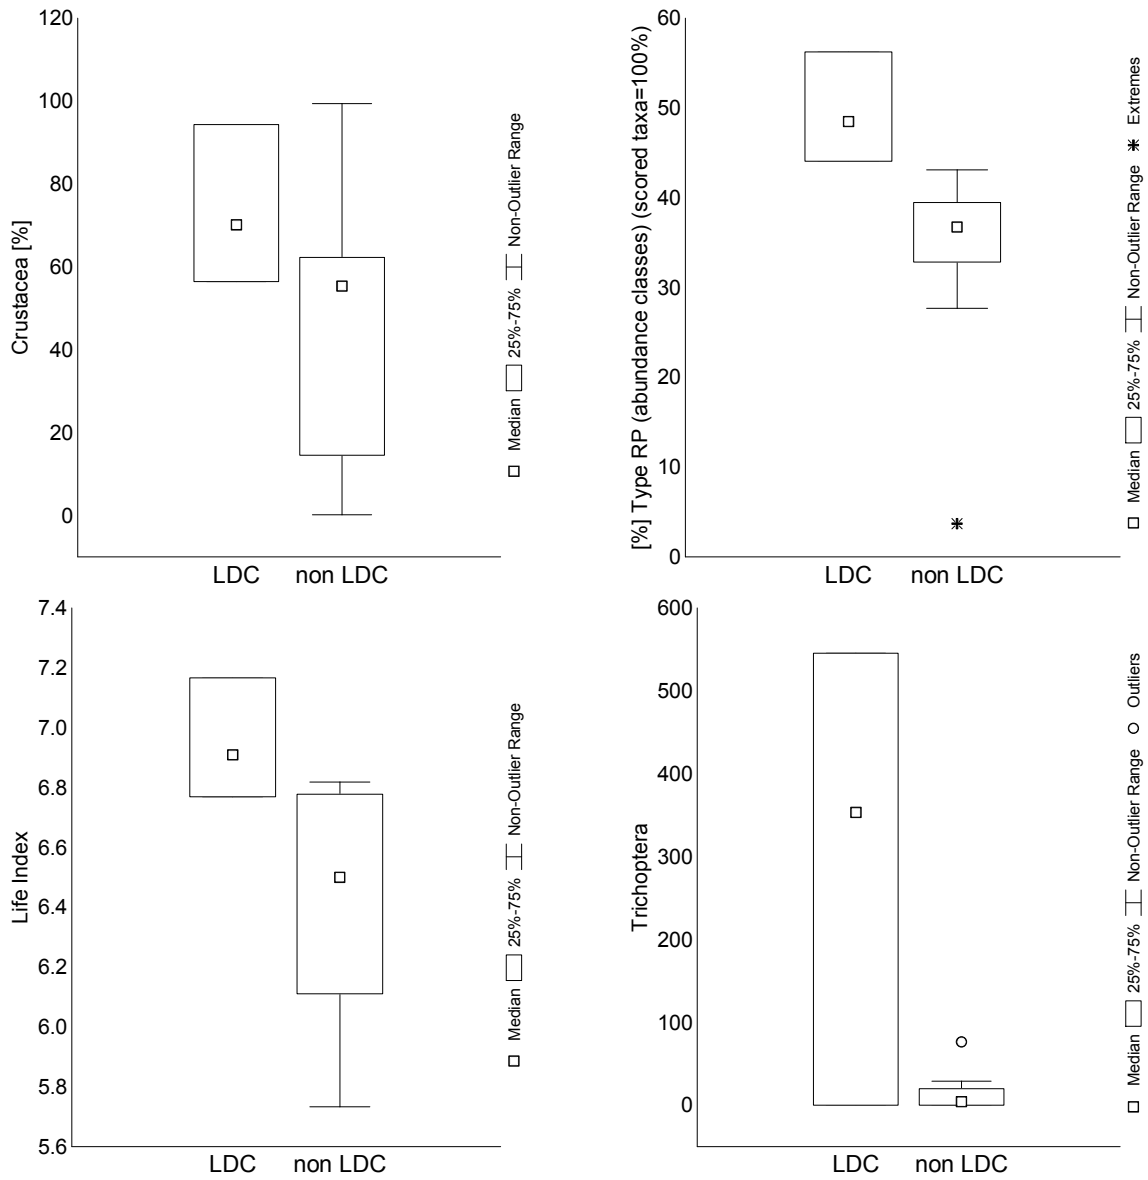 120
100
80
60
40
20
0
Crustacea [%]
LDC non LDC
Median 25%-75% Non-Outlier Range
60
50
40
30
20
10
0
[%] Type RP (abundance classes) (scored taxa=100%)
LDC non LDC
Median 25%-75% Non-Outlier Range Extremes
7.4
7.2
7.0
6.8
6.6
6.4
6.2
6.0
5.8
5.6
Life Index
LDC non LDC
Median 25%-75% Non-Outlier Range
600
500
400
300
200
100
0
Trichoptera
LDC non LDC
Median 25%-75% Non-Outlier Range Outliers